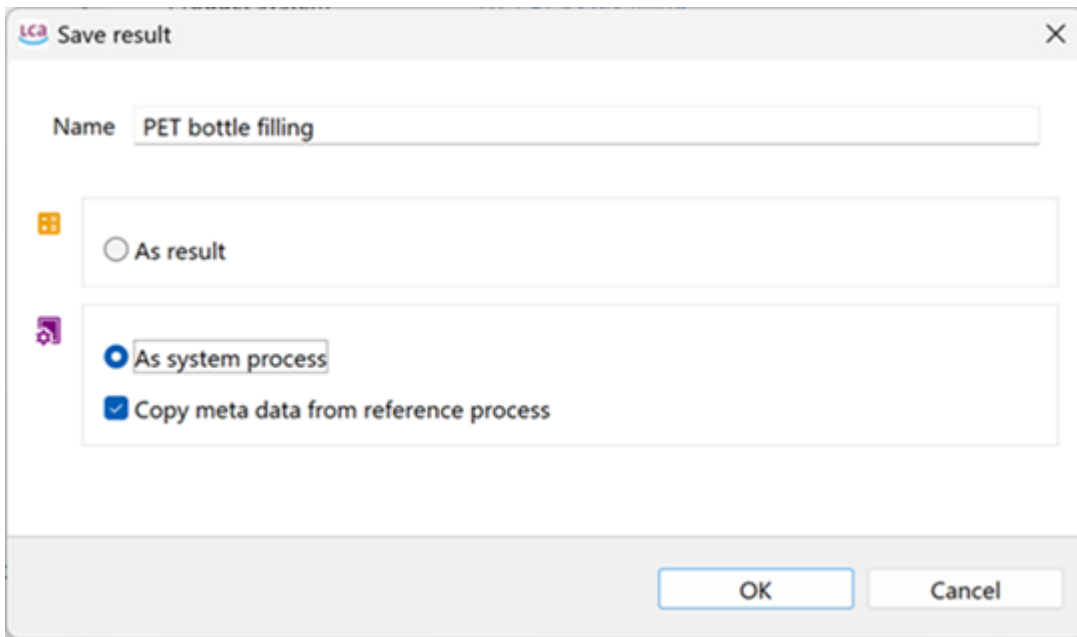 LCA Save result
Name PET bottle filling
As result
As system process
Copy meta data from reference process
OK Cancel